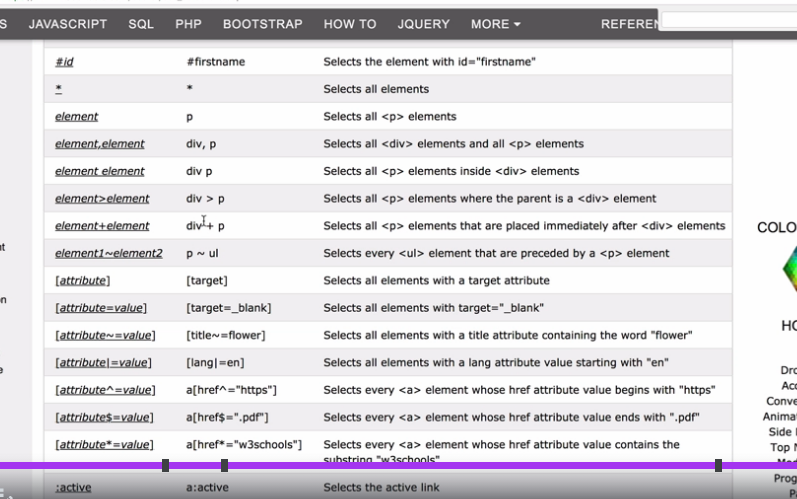 S JAVASCRIPT SQL PHP BOOTSTRAP HOW TO JQUERY MORE REFEREN
#id #firstname Selects the element with id="firstname"
* * Selects all elements
element p Selects all <p> elements
element,element div, p Selects all <div> elements and all <p> elements
element element div p Selects all <p> elements inside <div> elements
element>element div > p Selects all <p> elements where the parent is a <div> element
element+element div + p Selects all <p> elements that are placed immediately after <div> elements
COLO
element1~element2 p ~ ul Selects every <ul> element that are preceded by a <p> element
nt
[attribute] [target] Selects all elements with a target attribute
on
[attribute=value] [target=_blank] Selects all elements with target="_blank"
HO
[attribute~=value] [title~=flower] Selects all elements with a title attribute containing the word "flower"
[attribute|=value] [lang|=en] Selects all elements with a lang attribute value starting with "en"
e Dro
[attribute^=value] a[href^="https"] Selects every <a> element whose href attribute value begins with "https"
Acc
Conve
[attribute$=value] a[href$=".pdf"] Selects every <a> element whose href attribute value ends with ".pdf"
Animat
Side
[attribute*=value] a[href*="w3schools"] Selects every <a> element whose href attribute value contains the
Top N
substring "w3schools"
Prog
:active a:active Selects the active link